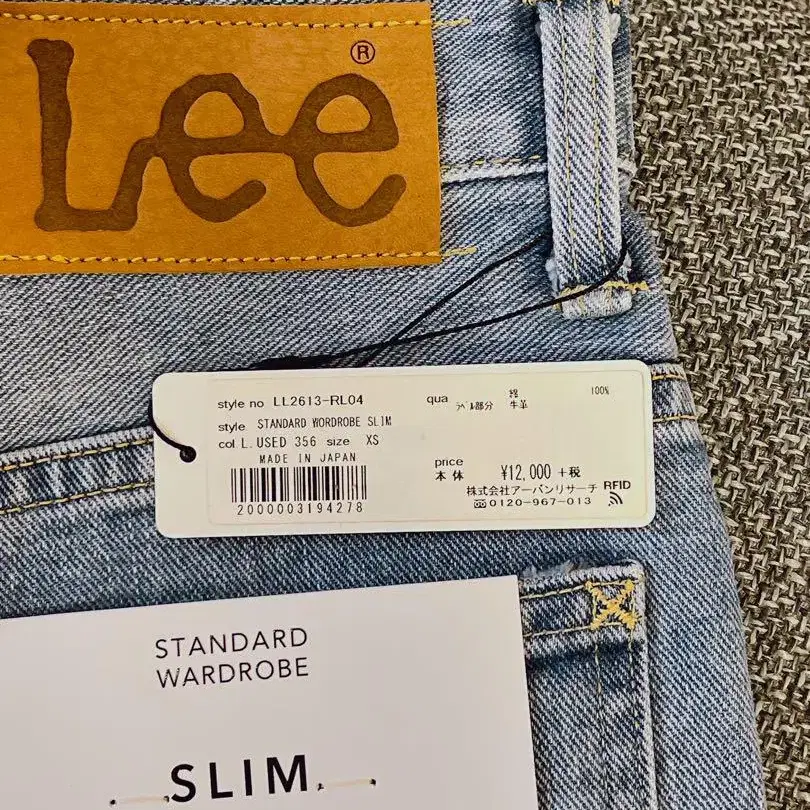 Lee®
style no LL2613-RL04
style STANDARD WORDROBE SLIM
col L.USED 356 size XS
MADE IN JAPAN
2000003194278
qua 綿 100%
ﾗﾍﾞﾙ部分 牛革
price
本体 ¥12,000 +税
株式会社アーバンリサーチ RFID
0120-967-013
STANDARD
WARDROBE
SLIM